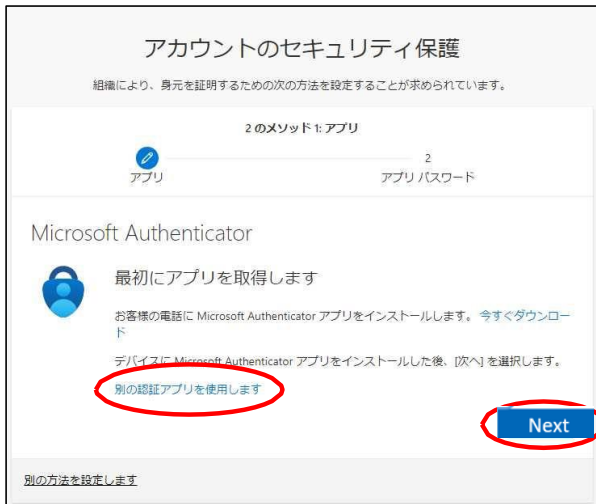 アカウントのセキュリティ保護
組織により、身元を証明するための次の方法を設定することが求められています。
2 のメソッド 1: アプリ
2
アプリ
アプリ パスワード
Microsoft Authenticator
最初にアプリを取得します
お客様の電話に Microsoft Authenticator アプリをインストールします。 今すぐダウンロー
ド
デバイスに Microsoft Authenticator アプリをインストールした後、[次へ] を選択します。
別の認証アプリを使用します
Next
別の方法を設定します